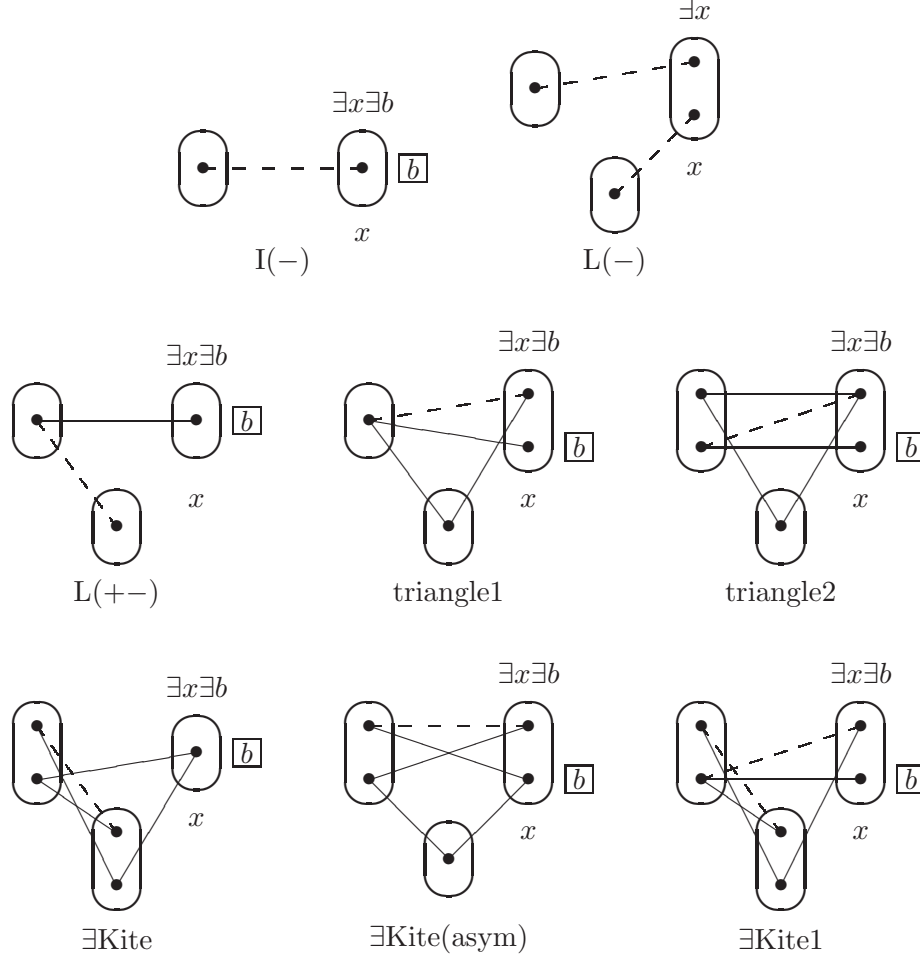 ∃x
∃x∃b
b
x
x
I(−)
L(−)
∃x∃b
∃x∃b
∃x∃b
b
b
b
x
x
x
L(+−)
triangle1
triangle2
∃x∃b
∃x∃b
∃x∃b
b
b
b
x
x
x
∃Kite
∃Kite(asym)
∃Kite1